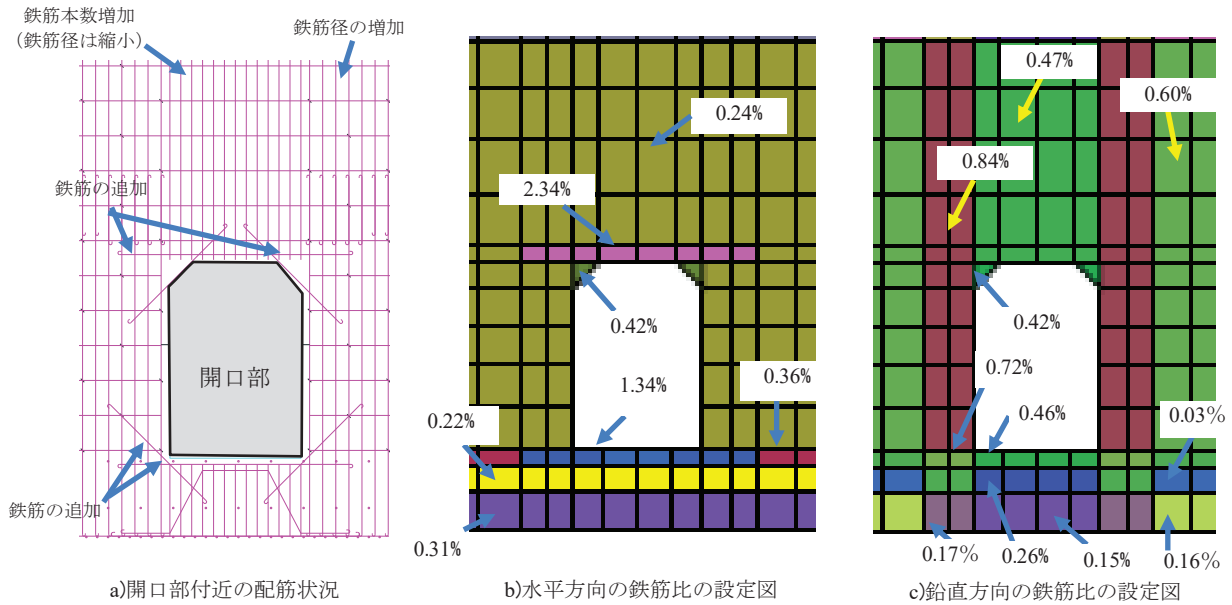 鉄筋本数増加
（鉄筋径は縮小）
鉄筋径の増加
鉄筋の追加
開口部
鉄筋の追加
a)開口部付近の配筋状況
0.24%
2.34%
0.42%
1.34%
0.36%
0.22%
0.31%
b)水平方向の鉄筋比の設定図
0.47%
0.60%
0.84%
0.42%
0.72%
0.46%
0.03%
0.17%
0.26%
0.15%
0.16%
c)鉛直方向の鉄筋比の設定図